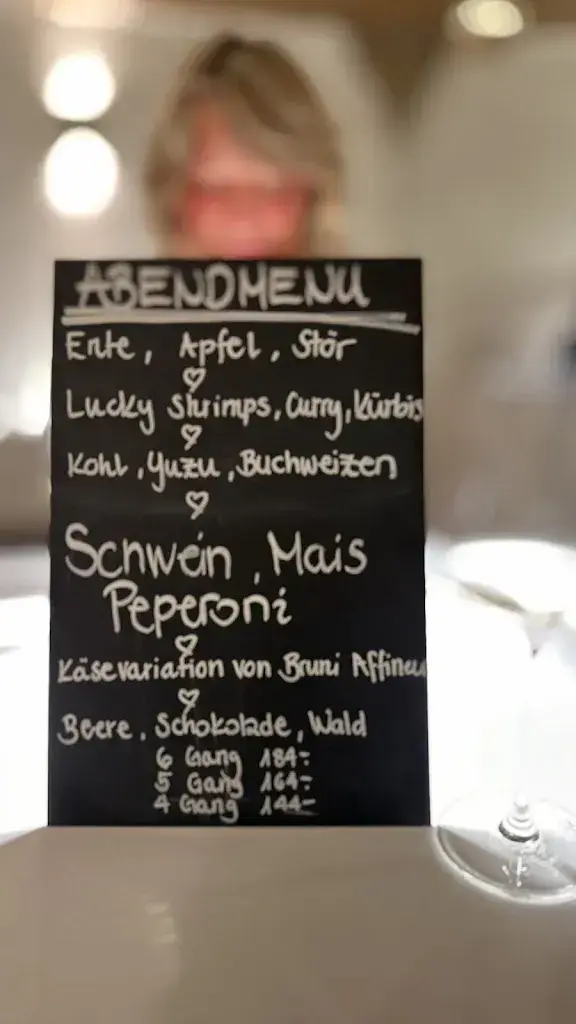 ABENDMENU
Ente, Apfel, Stör
Lucky Shrimps, Curry, Kürbis
Kohl, Yuzu, Buchweizen
Schwein, Mais
Peperoni
Käsevariation von Bruni Affineur
Beere, Schokolade, Wald
6 Gang 184.-
5 Gang 164.-
4 Gang 144.-